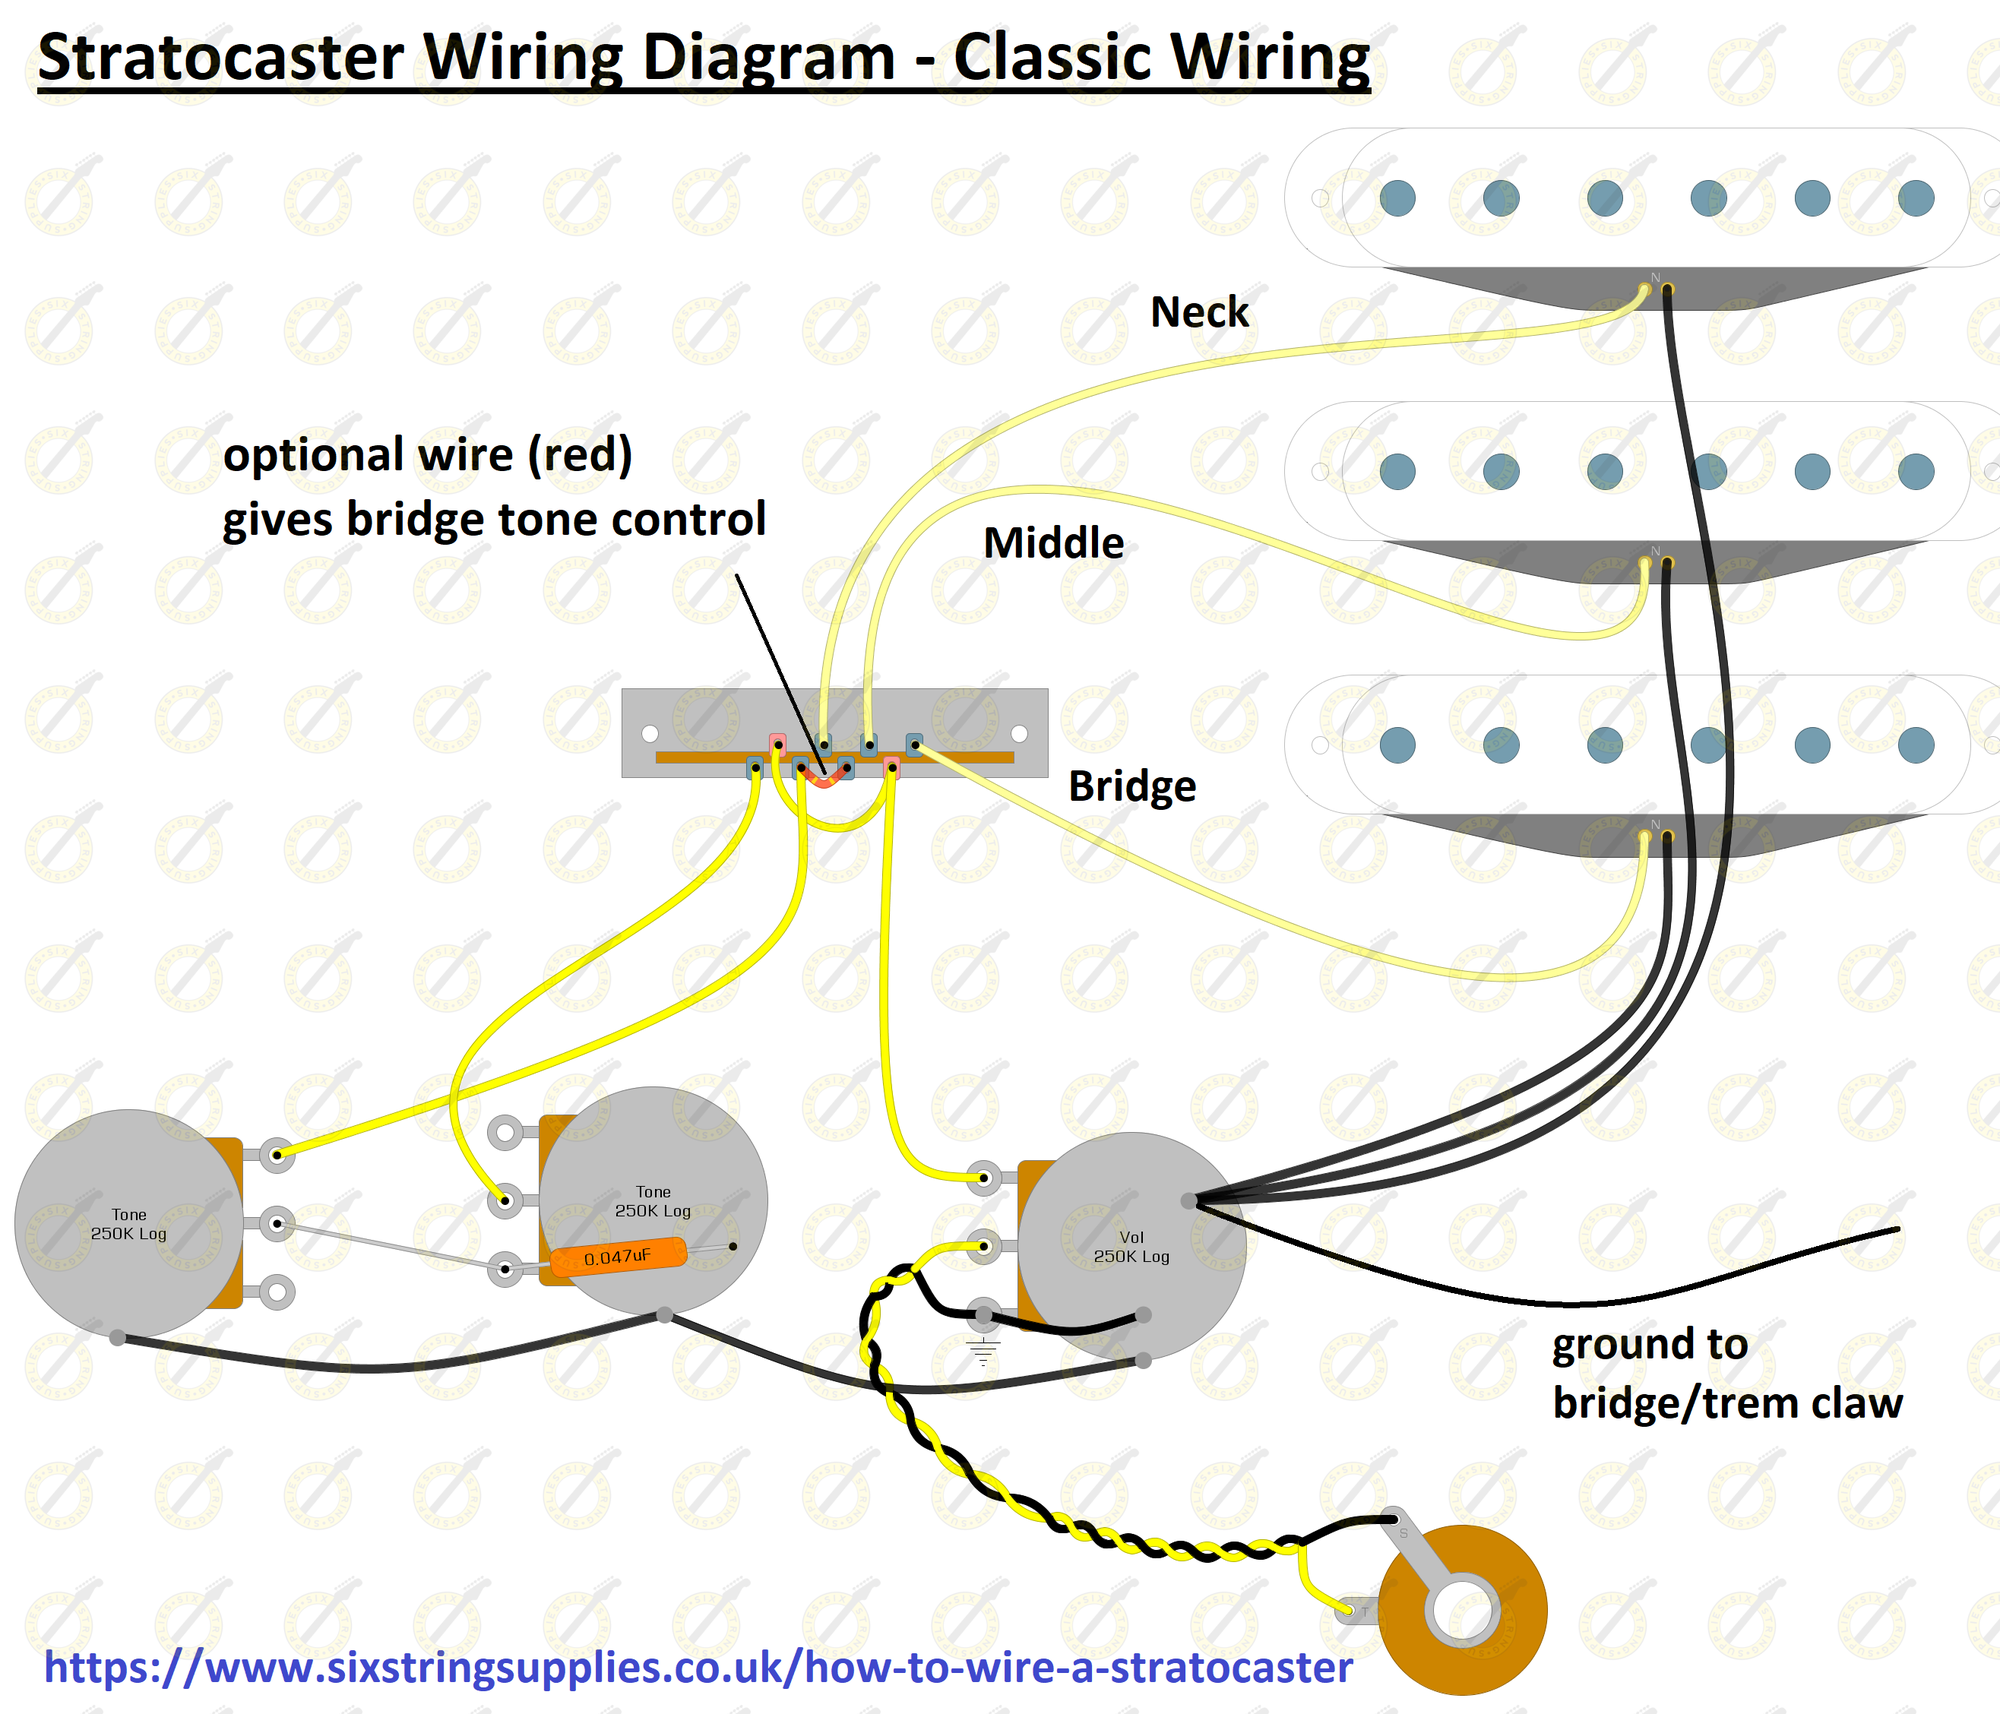 Stratocaster Wiring Diagram - Classic Wiring
N
Neck
optional wire (red)
gives bridge tone control
Middle
N
Bridge
N
Tone
250K Log
Tone
250K Log
0.047uF
Vol
250K Log
ground to
bridge/trem claw
S
T
https://www.sixstringsupplies.co.uk/how-to-wire-a-stratocaster